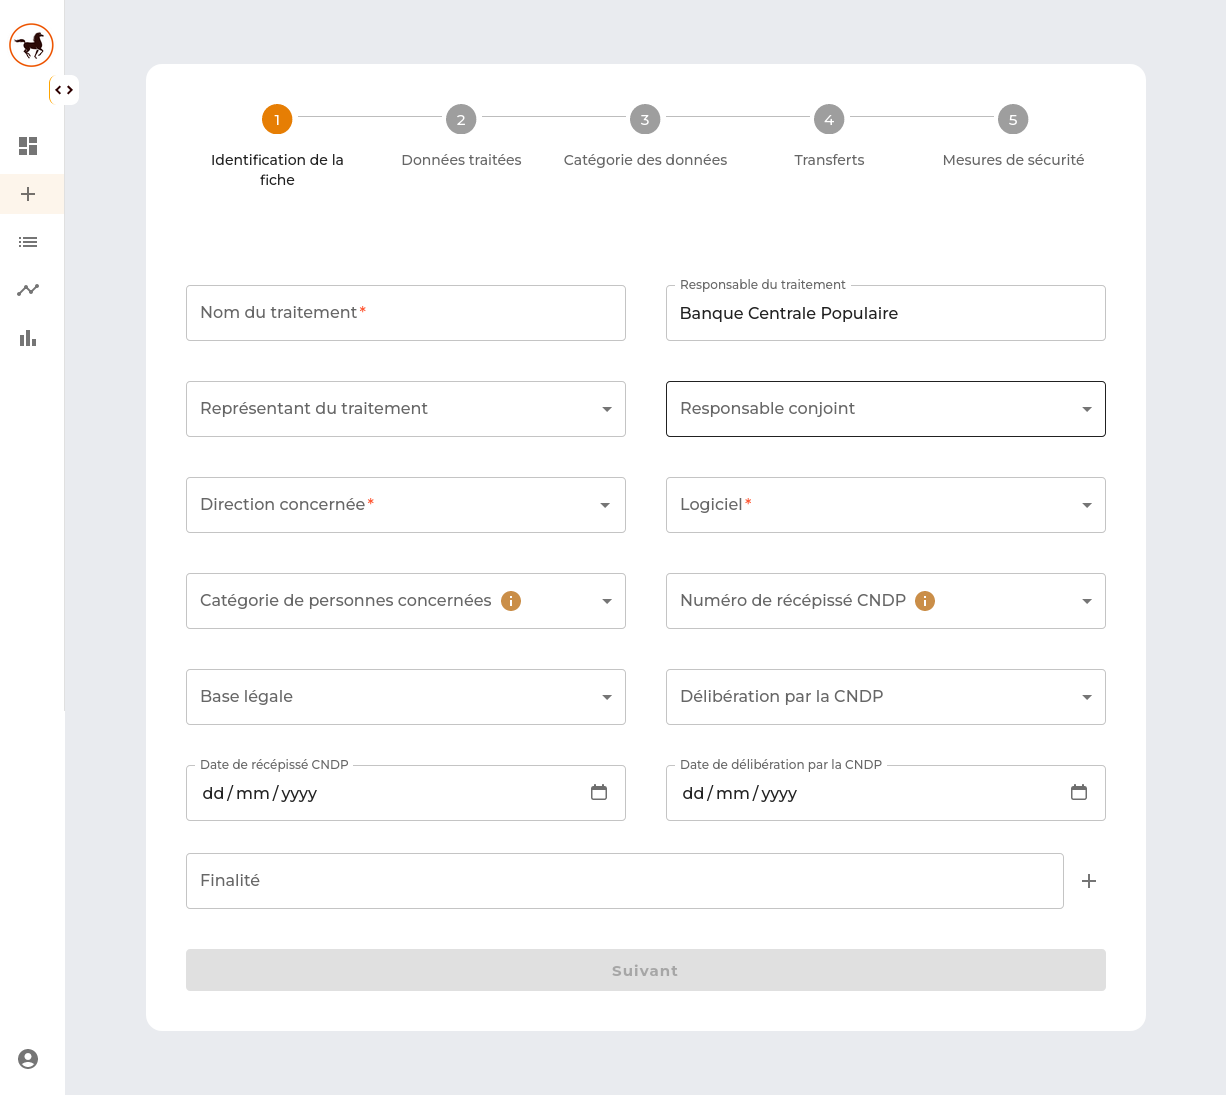 1
2
3
4
5
Identification de la
fiche
Données traitées
Catégorie des données
Transferts
Mesures de sécurité
Nom du traitement*
Responsable du traitement
Banque Centrale Populaire
Représentant du traitement
Responsable conjoint
Direction concernée*
Logiciel*
Catégorie de personnes concernées
Numéro de récépissé CNDP
Base légale
Délibération par la CNDP
Date de récépissé CNDP
dd/mm/yyyy
Date de délibération par la CNDP
dd/mm/yyyy
Finalité
Suivant